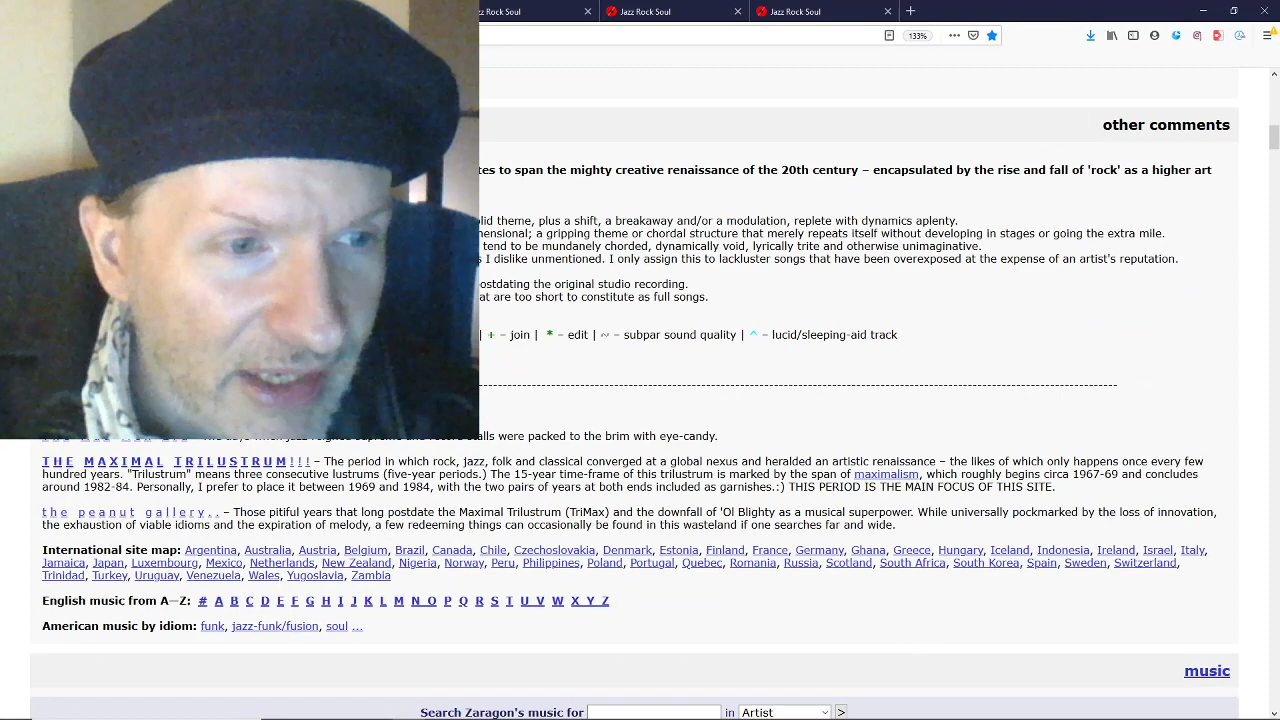 Jazz Rock Soul
Jazz Rock Soul
Jazz Rock Soul
133%
other comments
to span the mighty creative renaissance of the 20th century – encapsulated by the rise and fall of 'rock' as a higher art
theme, plus a shift, a breakaway and/or a modulation, replete with dynamics aplenty.
a gripping theme or chordal structure that merely repeats itself without developing in stages or going the extra mile.
tend to be mundanely chorded, dynamically void, lyrically trite and otherwise unimaginative.
I dislike unmentioned. I only assign this to lackluster songs that have been overexposed at the expense of an artist's reputation.
postdating the original studio recording.
are too short to constitute as full songs.
| + – join | * – edit | ~ – subpar sound quality | ^ – lucid/sleeping-aid track
days when jazz reigned supreme and record stalls were packed to the brim with eye-candy.
THE MAXIMAL TRILUSTRUM!!! – The period in which rock, jazz, folk and classical converged at a global nexus and heralded an artistic renaissance – the likes of which only happens once every few
hundred years. "Trilustrum" means three consecutive lustrums (five-year periods.) The 15-year time-frame of this trilustrum is marked by the span of maximalism, which roughly begins circa 1967-69 and concludes
around 1982-84. Personally, I prefer to place it between 1969 and 1984, with the two pairs of years at both ends included as garnishes.:) THIS PERIOD IS THE MAIN FOCUS OF THIS SITE.
the peanut gallery.. – Those pitiful years that long postdate the Maximal Trilustrum (TriMax) and the downfall of 'Ol Blighty as a musical superpower. While universally pockmarked by the loss of innovation,
the exhaustion of viable idioms and the expiration of melody, a few redeeming things can occasionally be found in this wasteland if one searches far and wide.
International site map: Argentina, Australia, Austria, Belgium, Brazil, Canada, Chile, Czechoslovakia, Denmark, Estonia, Finland, France, Germany, Ghana, Greece, Hungary, Iceland, Indonesia, Ireland, Israel, Italy,
Jamaica, Japan, Luxembourg, Mexico, Netherlands, New Zealand, Nigeria, Norway, Peru, Philippines, Poland, Portugal, Quebec, Romania, Russia, Scotland, South Africa, South Korea, Spain, Sweden, Switzerland,
Trinidad, Turkey, Uruguay, Venezuela, Wales, Yugoslavia, Zambia
English music from A—Z: # A B C D E F G H I J K L M N O P Q R S T U V W X Y Z
American music by idiom: funk, jazz-funk/fusion, soul ...
music
Search Zaragon's music for in Artist >